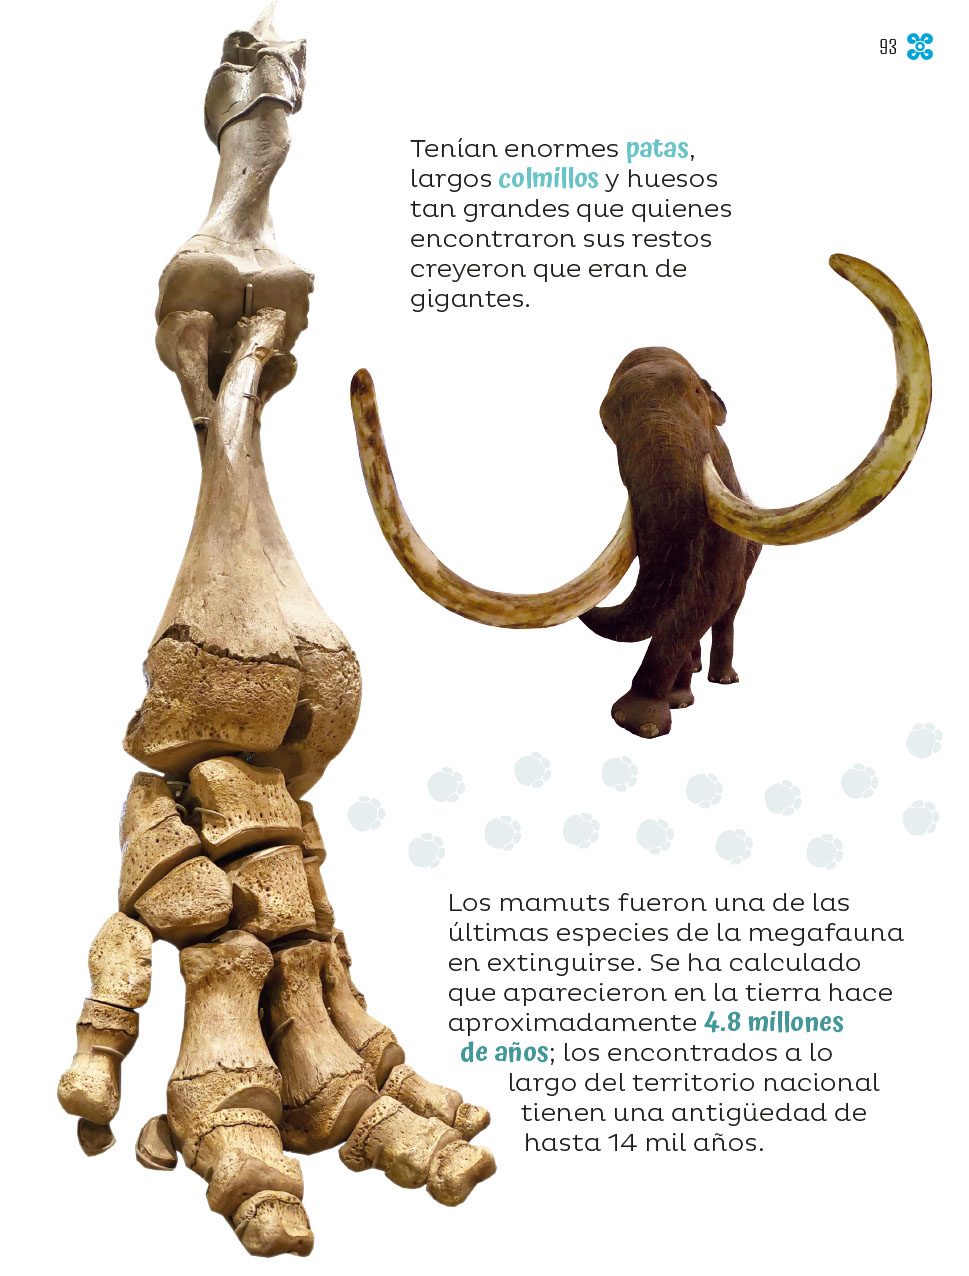 93
Tenían enormes patas,
largos colmillos y huesos
tan grandes que quienes
encontraron sus restos
creyeron que eran de
gigantes.
Los mamuts fueron una de las
últimas especies de la megafauna
en extinguirse. Se ha calculado
que aparecieron en la tierra hace
aproximadamente 4.8 millones
de años; los encontrados a lo
largo del territorio nacional
tienen una antigüedad de
hasta 14 mil años.